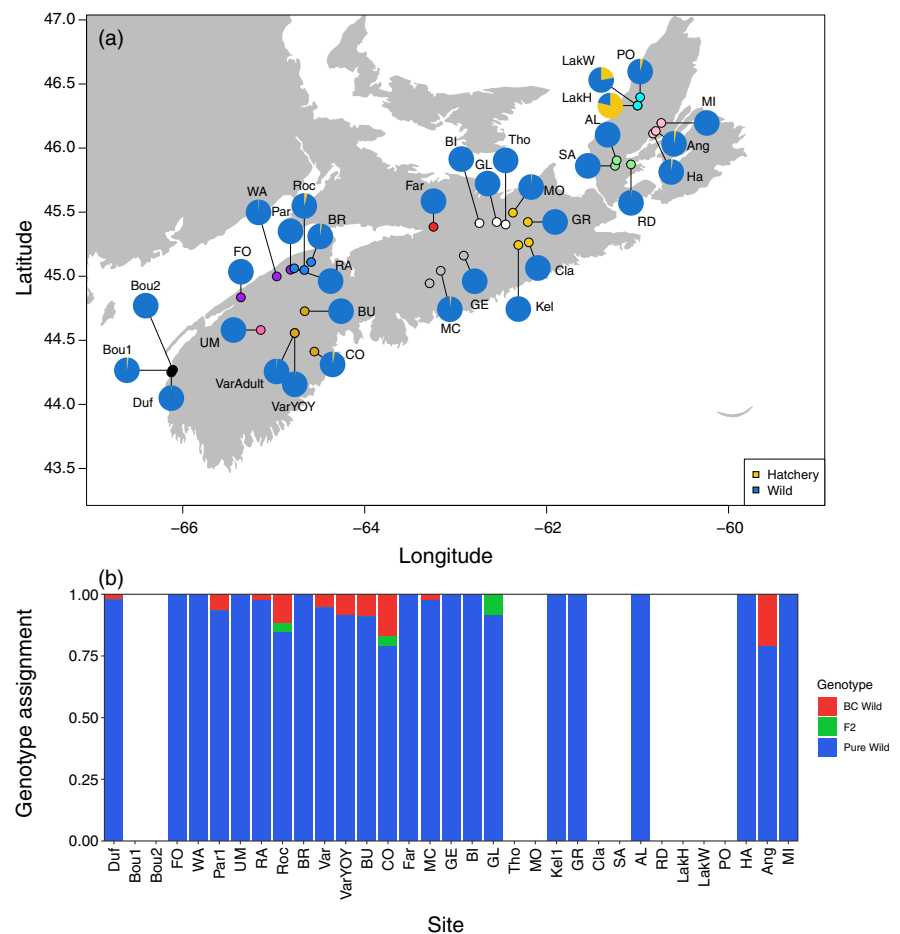 (a)
47.0
46.5
46.0
45.5
45.0
44.5
44.0
43.5
Latitude
−66
−64
−62
−60
Longitude
LakW
PO
LakH
MI
AL
Ang
SA
Ha
RD
Tho
BI
GL
MO
Far
GR
Cla
Kel
GE
MC
Roc
WA
Par
BR
FO
RA
Bou2
BU
UM
Bou1
CO
VarAdult
VarYOY
Duf
Hatchery
Wild
(b)
Genotype assignment
1.00
0.75
0.50
0.25
0.00
Duf
Bou1
Bou2
FO
WA
Par1
UM
RA
Roc
BR
Var
VarYOY
BU
CO
Far
MC
GE
BI
GL
Tho
MO
Kel1
GR
Cla
SA
AL
RD
LakH
LakW
PO
HA
Ang
MI
Site
Genotype
BC Wild
F2
Pure Wild